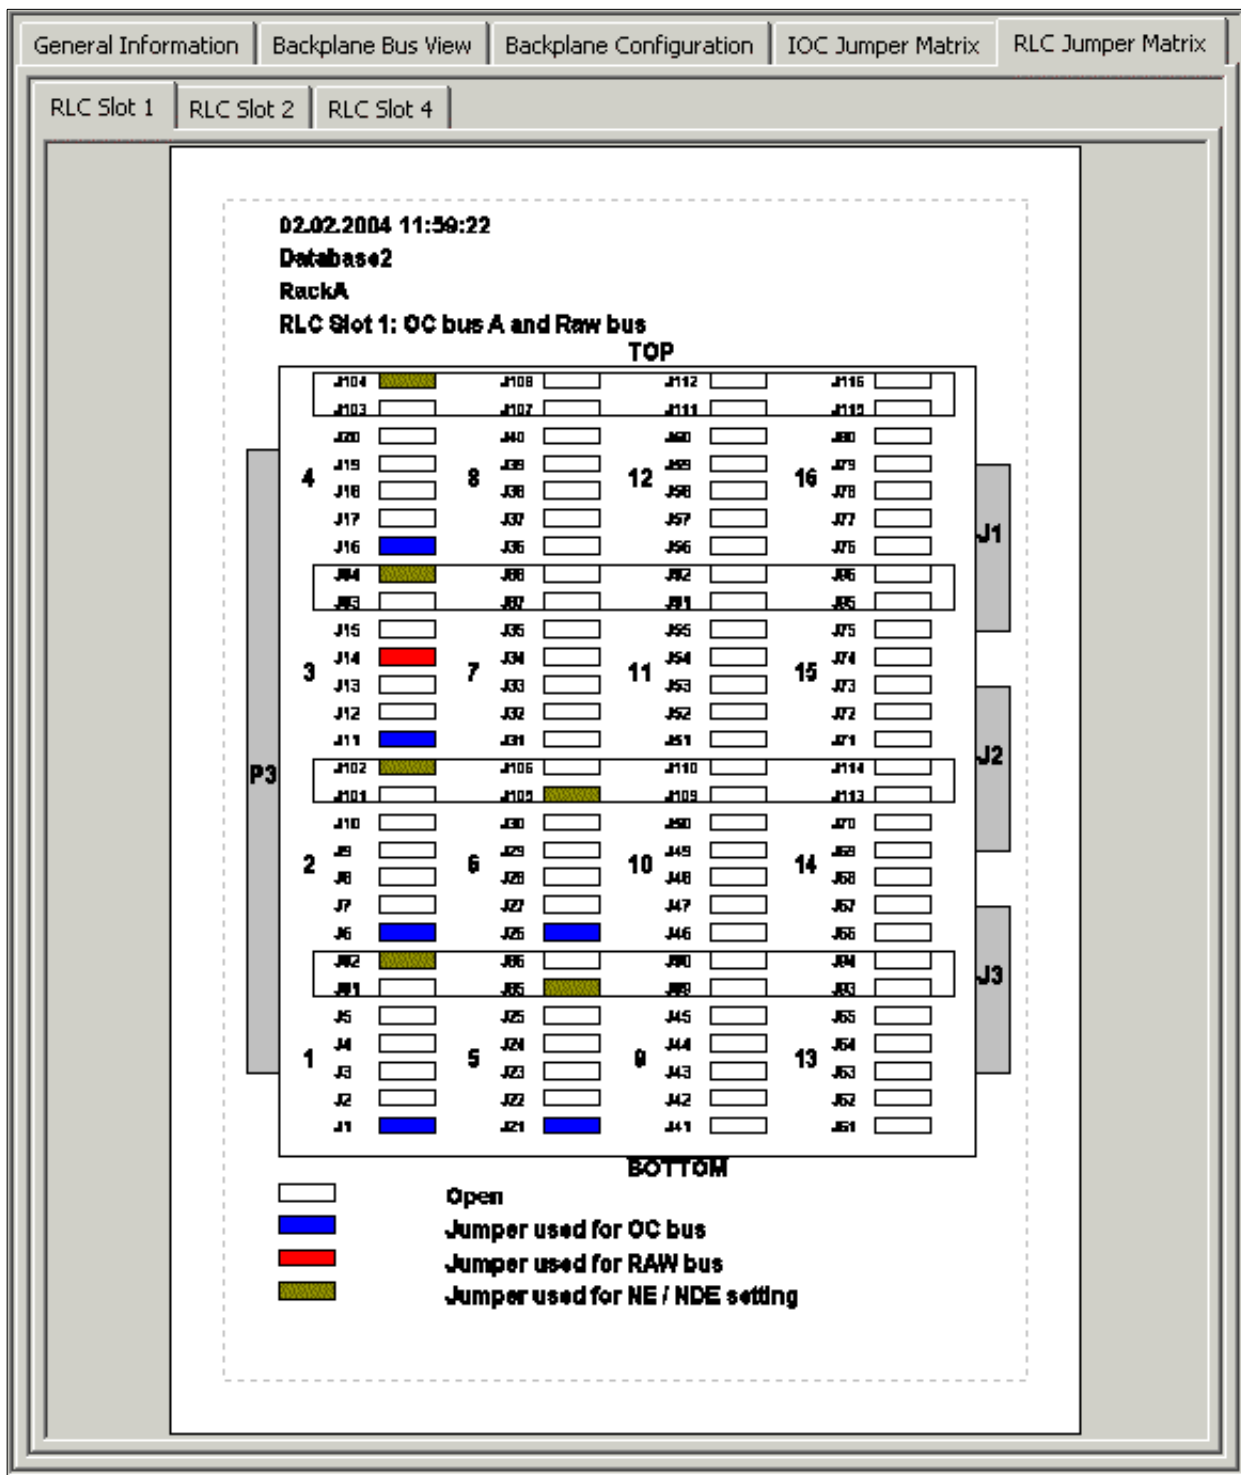 General Information Backplane Bus View Backplane Configuration IOC Jumper Matrix RLC Jumper Matrix
RLC Slot 1 RLC Slot 2 RLC Slot 4
02.02.2004 11:59:22
Database2
RackA
RLC Slot 1: OC bus A and Raw bus
TOP
J104 J108 J112 J116
J103 J107 J111 J115
J20 J40 J60 J80
J19 J39 J59 J79
4 8 12 16
J18 J38 J58 J78
J17 J37 J57 J77
J1
J16 J36 J56 J76
J84 J88 J92 J96
J83 J87 J91 J95
J15 J35 J55 J75
J14 J34 J54 J74
3 7 11 15
J13 J33 J53 J73
J12 J32 J52 J72
J11 J31 J51 J71
J2
J102 J106 J110 J114
P3
J101 J105 J109 J113
J10 J30 J50 J70
J9 J29 J49 J69
2 6 10 14
J8 J28 J48 J68
J7 J27 J47 J67
J6 J26 J46 J66
J82 J86 J90 J94
J3
J81 J85 J89 J93
J5 J25 J45 J65
J4 J24 J44 J64
1 5 9 13
J3 J23 J43 J63
J2 J22 J42 J62
J1 J21 J41 J61
BOTTOM
Open
Jumper used for OC bus
Jumper used for RAW bus
Jumper used for NE / NDE setting